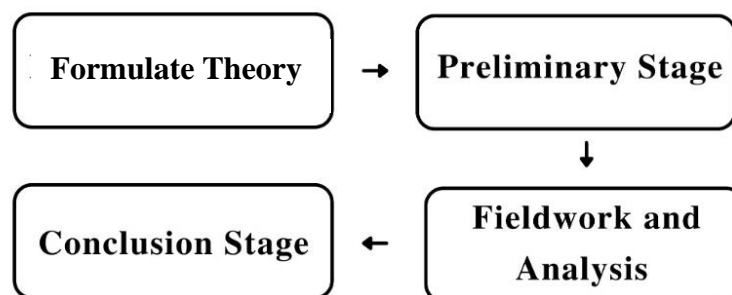 Formulate Theory
Preliminary Stage
Fieldwork and
Analysis
Conclusion Stage